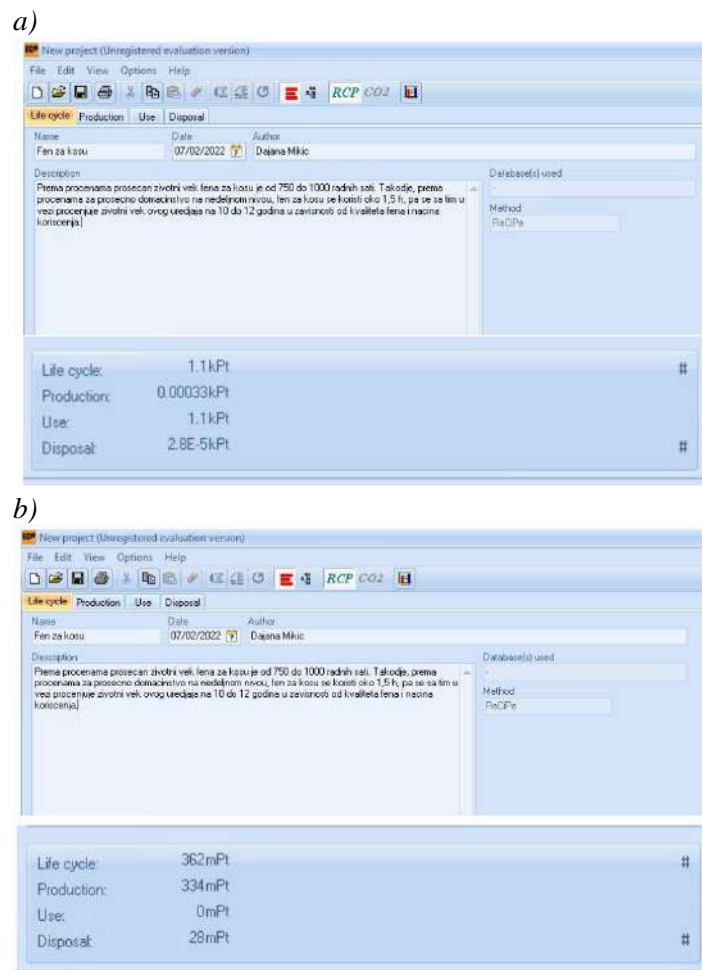 a)
New project (Unregistered evaluation version)
File Edit View Options Help
RCP CO2
Life cycle Production Use Disposal
Name Date Author
Fen za kosu 07/02/2022 Dajana Mikic
Description Database(s) used
Prema procenama prosecan zivotni vek fena za kosu je od 750 do 1000 radnih sati. Takodje, prema
-
procenama za prosecno domacinstvo na nedeljnom nivou, fen za kosu se koristi oko 1,5 h, pa se sa tim u
vezi procenjuje zivotni vek ovog uredjaja na 10 do 12 godina u zavisnosti od kvaliteta fena i nacina
Method
koriscenja.
ReCiPe
Life cycle: 1.1kPt #
Production: 0.00033kPt
Use: 1.1kPt
Disposal: 2.8E-5kPt #
b)
New project (Unregistered evaluation version)
File Edit View Options Help
RCP CO2
Life cycle Production Use Disposal
Name Date Author
Fen za kosu 07/02/2022 Dajana Mikic
Description Database(s) used
Prema procenama prosecan zivotni vek fena za kosu je od 750 do 1000 radnih sati. Takodje, prema
-
procenama za prosecno domacinstvo na nedeljnom nivou, fen za kosu se koristi oko 1,5 h, pa se sa tim u
vezi procenjuje zivotni vek ovog uredjaja na 10 do 12 godina u zavisnosti od kvaliteta fena i nacina
Method
koriscenja.
ReCiPe
Life cycle: 362mPt #
Production: 334mPt
Use: 0mPt
Disposal: 28mPt #